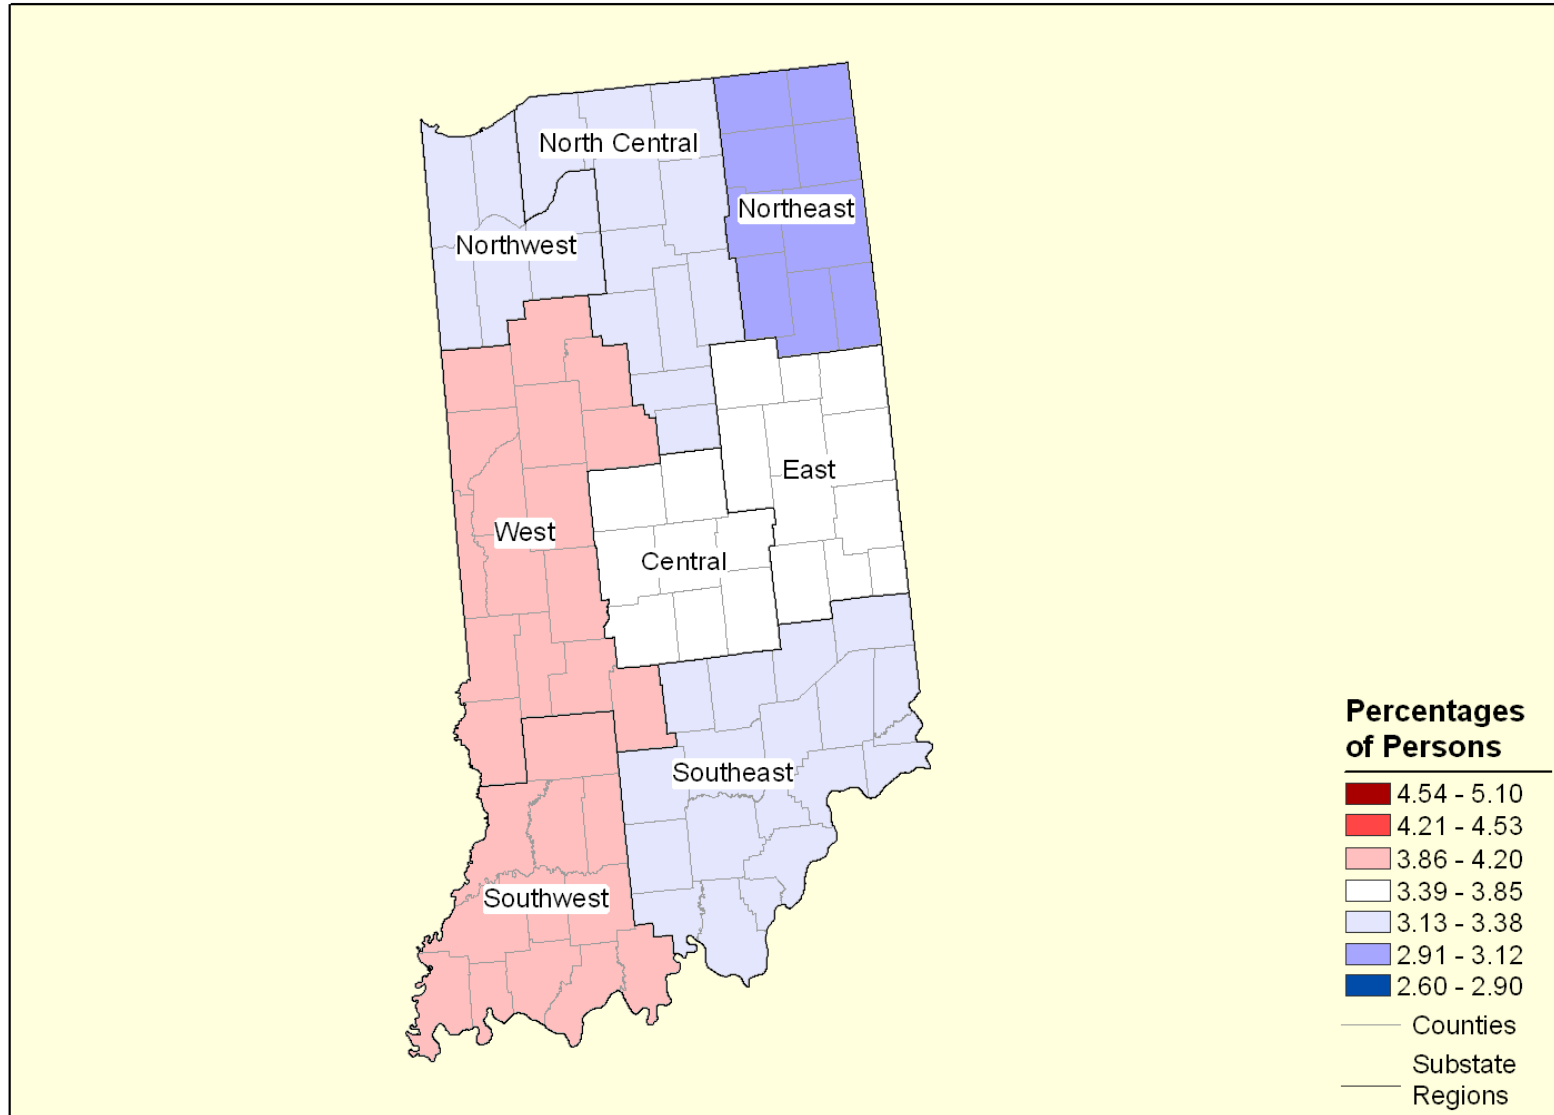 North Central
Northeast
Northwest
East
West
Central
Southeast
Southwest
Percentages
of Persons
4.54 - 5.10
4.21 - 4.53
3.86 - 4.20
3.39 - 3.85
3.13 - 3.38
2.91 - 3.12
2.60 - 2.90
Counties
Substate
Regions